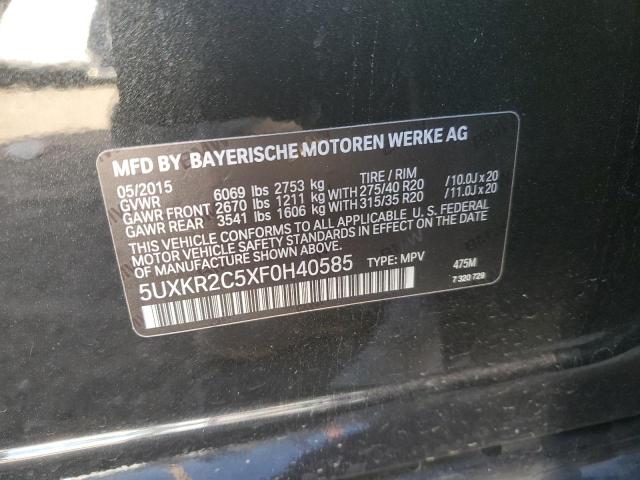 MFD BY BAYERISCHE MOTOREN WERKE AG
05/2015 TIRE / RIM
GVWR 6069 lbs 2753 kg
GAWR FRONT 2670 lbs 1211 kg WITH 275/40 R20 /10.0J x 20
GAWR REAR 3541 lbs 1606 kg WITH 315/35 R20 /11.0J x 20
THIS VEHICLE CONFORMS TO ALL APPLICABLE U. S. FEDERAL
MOTOR VEHICLE SAFETY STANDARDS IN EFFECT ON THE DATE
OF MANUFACTURE SHOWN ABOVE
5UXKR2C5XF0H40585 TYPE: MPV 475M
7 320 729